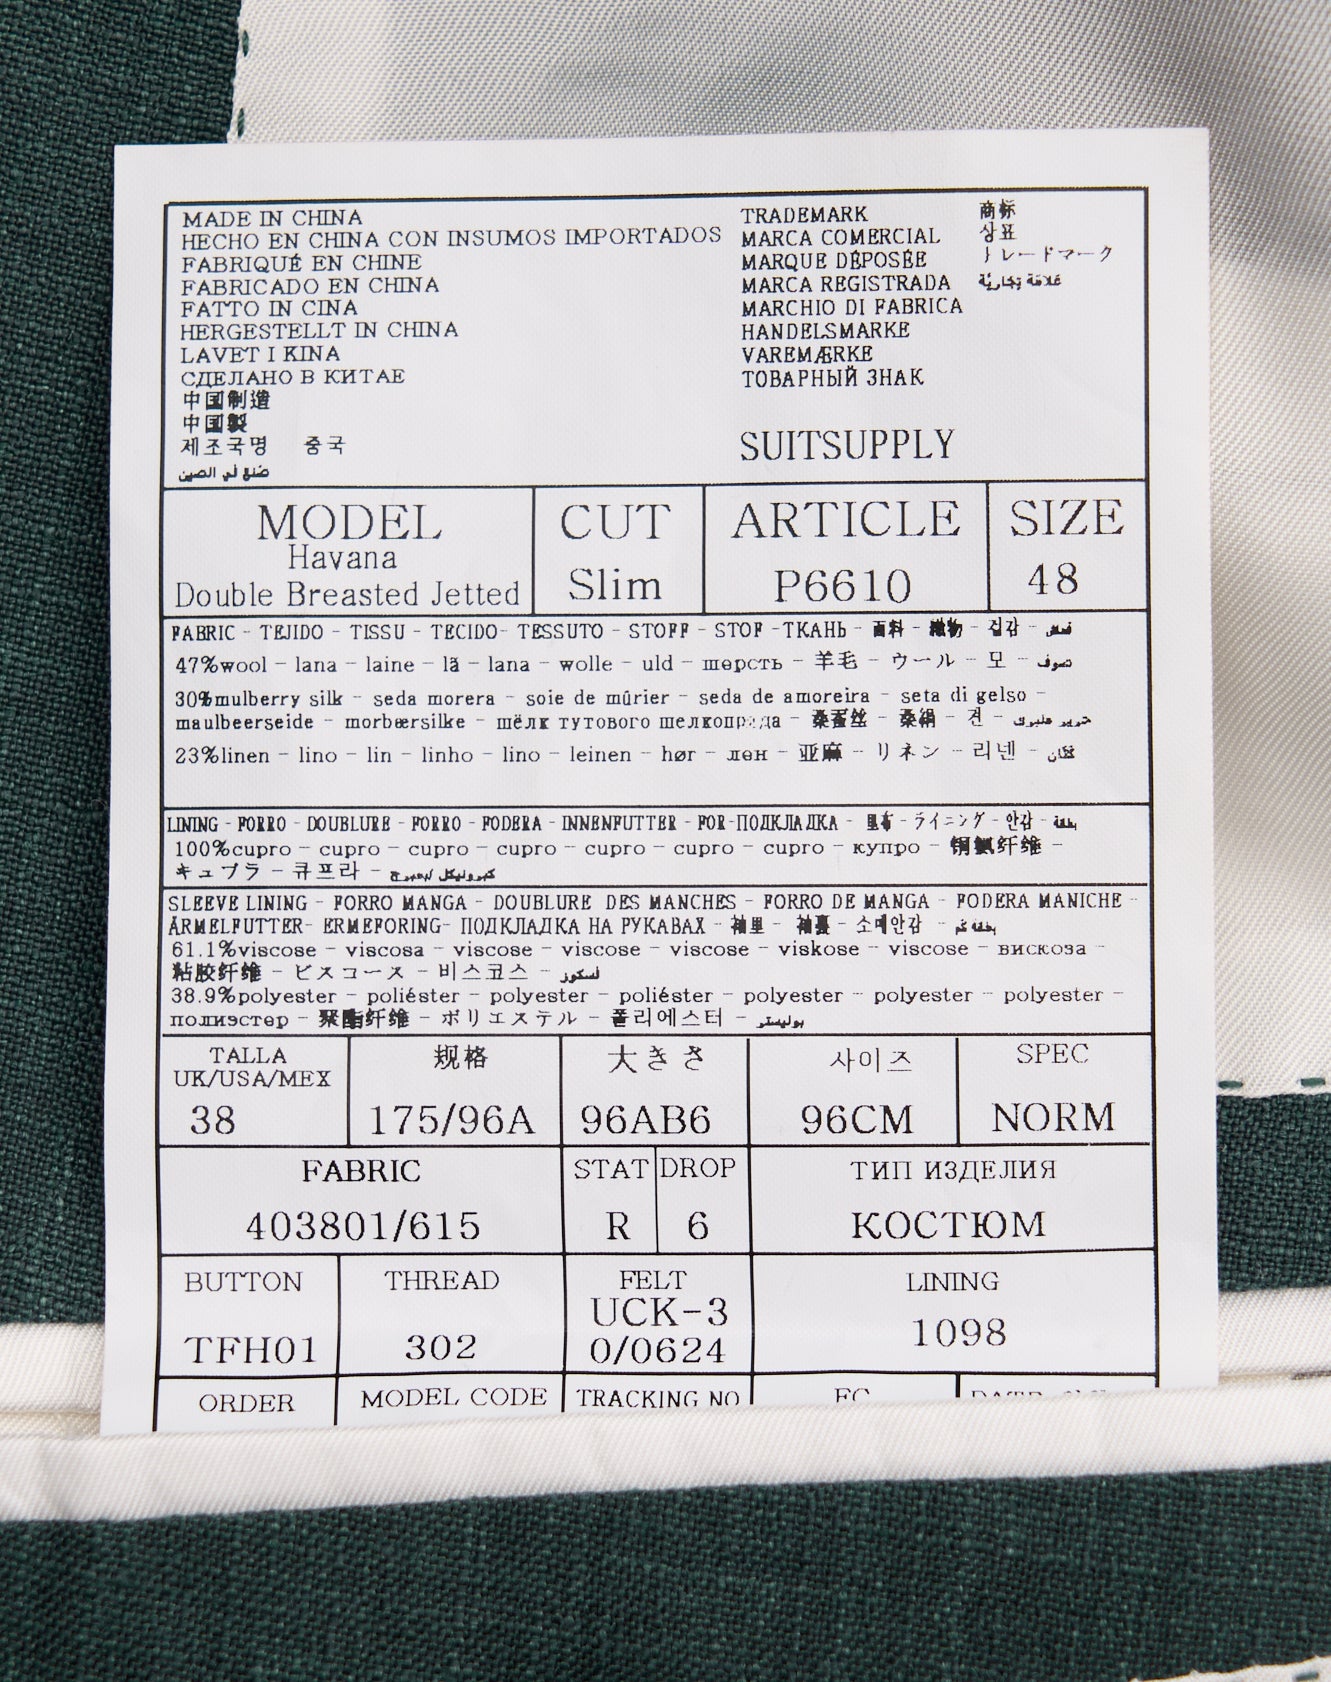 MADE IN CHINA
HECHO EN CHINA CON INSUMOS IMPORTADOS
FABRIQUÉ EN CHINE
FABRICADO EN CHINA
FATTO IN CINA
HERGESTELLT IN CHINA
LAVET I KINA
СДЕЛАНО В КИТАЕ
中国制造
中国製
제조국명 중국
صنع في الصين
TRADEMARK 商标
MARCA COMERCIAL 상표
MARQUE DÉPOSÉE トレードマーク
MARCA REGISTRADA علامة تجارية
MARCHIO DI FABRICA
HANDELSMARKE
VAREMÆRKE
ТОВАРНЫЙ ЗНАК
SUITSUPPLY
MODEL CUT ARTICLE SIZE
Havana
Double Breasted Jetted Slim P6610 48
FABRIC - TEJIDO - TISSU - TECIDO- TESSUTO - STOFF - STOF -ТКАНЬ - 面料 - 織物 - 겉감 -
47%wool - lana - laine - lã - lana - wolle - uld - шерсть - 羊毛 - ウール - 모 - صوف
30%mulberry silk - seda morera - soie de mûrier - seda de amoreira - seta di gelso -
maulbeerseide - morbærsilke - шёлк тутового шелкопряда - 桑蚕丝 - 桑絹 - 견 -
23%linen - lino - lin - linho - lino - leinen - hør - лен - 亚麻 - リネン - 리넨 - كتان
LINING - FORRO - DOUBLURE - FORRO - FODERA - INNENFUTTER - FOR-ПОДКЛАДКА - 里布 - ライニング - 안감 -
100%cupro - cupro - cupro - cupro - cupro - cupro - cupro - купро - 铜氨纤维 -
キュプラ - 큐프라 -
SLEEVE LINING - FORRO MANGA - DOUBLURE DES MANCHES - FORRO DE MANGA - FODERA MANICHE -
ÄRMELFUTTER- ERMEFORING- ПОДКЛАДКА НА РУКАВАХ - 袖里 - 袖裏 - 소매안감 -
61.1%viscose - viscosa - viscose - viscose - viscose - viskose - viscose - вискоза -
粘胶纤维 - ビスコース - 비스코스 - فسكوز
38.9%polyester - poliéster - polyester - poliéster - polyester - polyester - polyester -
полиэстер - 聚酯纤维 - ポリエステル - 폴리에스터 - بوليستر
TALLA 规格 大きさ 사이즈 SPEC
UK/USA/MEX
38 175/96A 96AB6 96CM NORM
FABRIC STAT DROP ТИП ИЗДЕЛИЯ
403801/615 R 6 КОСТЮМ
BUTTON THREAD FELT LINING
TFH01 302 UCK-3 1098
0/0624
ORDER MODEL CODE TRACKING NO